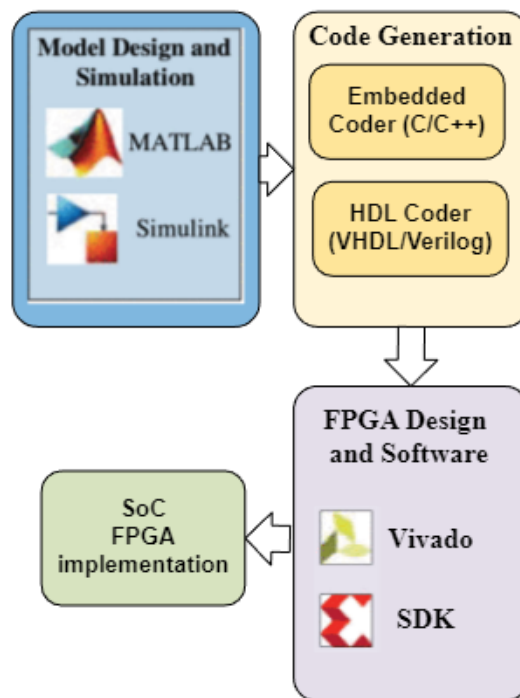 Model Design and
Simulation
MATLAB
Simulink
Code Generation
Embedded
Coder (C/C++)
HDL Coder
(VHDL/Verilog)
FPGA Design
and Software
Vivado
SDK
SoC
FPGA
implementation